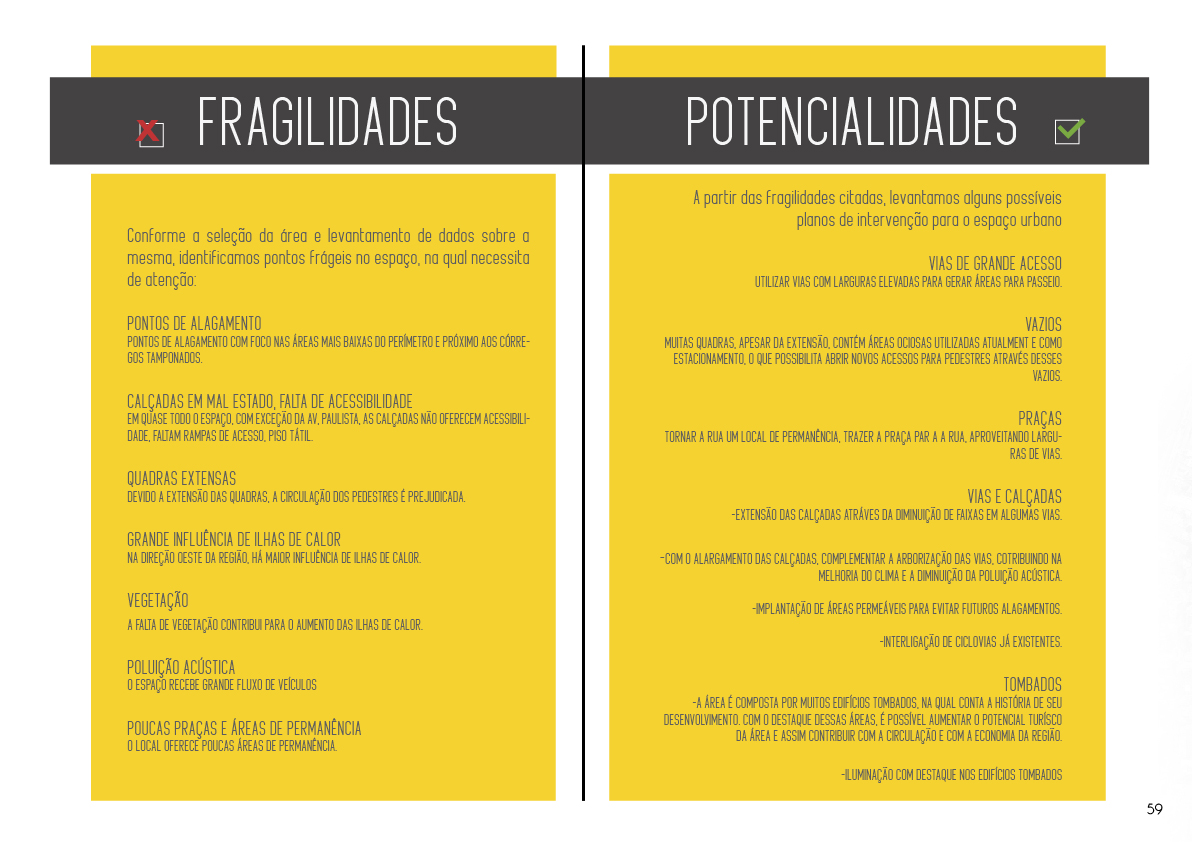 FRAGILIDADES
Conforme a seleção da área e levantamento de dados sobre a
mesma, identificamos pontos frágeis no espaço, na qual necessita
de atenção:
PONTOS DE ALAGAMENTO
PONTOS DE ALAGAMENTO COM FOCO NAS ÁREAS MAIS BAIXAS DO PERÍMETRO E PRÓXIMO AOS CÓRRE-
GOS TAMPONADOS.
CALÇADAS EM MAL ESTADO, FALTA DE ACESSIBILIDADE
EM QUASE TODO O ESPAÇO, COM EXCEÇÃO DA AV, PAULISTA, AS CALÇADAS NÃO OFERECEM ACESSIBILI-
DADE, FALTAM RAMPAS DE ACESSO, PISO TÁTIL.
QUADRAS EXTENSAS
DEVIDO A EXTENSÃO DAS QUADRAS, A CIRCULAÇÃO DOS PEDESTRES É PREJUDICADA.
GRANDE INFLUÊNCIA DE ILHAS DE CALOR
NA DIREÇÃO OESTE DA REGIÃO, HÁ MAIOR INFLUÊNCIA DE ILHAS DE CALOR.
VEGETAÇÃO
A FALTA DE VEGETAÇÃO CONTRIBUI PARA O AUMENTO DAS ILHAS DE CALOR.
POLUIÇÃO ACÚSTICA
O ESPAÇO RECEBE GRANDE FLUXO DE VEÍCULOS
POUCAS PRAÇAS E ÁREAS DE PERMANÊNCIA
O LOCAL OFERECE POUCAS ÁREAS DE PERMANÊNCIA.
POTENCIALIDADES
A partir das fragilidades citadas, levantamos alguns possíveis
planos de intervenção para o espaço urbano
VIAS DE GRANDE ACESSO
UTILIZAR VIAS COM LARGURAS ELEVADAS PARA GERAR ÁREAS PARA PASSEIO.
VAZIOS
MUITAS QUADRAS, APESAR DA EXTENSÃO, CONTÉM ÁREAS OCIOSAS UTILIZADAS ATUALMENT E COMO
ESTACIONAMENTO, O QUE POSSIBILITA ABRIR NOVOS ACESSOS PARA PEDESTRES ATRAVÉS DESSES
VAZIOS.
PRAÇAS
TORNAR A RUA UM LOCAL DE PERMANÊNCIA, TRAZER A PRAÇA PAR A A RUA, APROVEITANDO LARGU-
RAS DE VIAS.
VIAS E CALÇADAS
-EXTENSÃO DAS CALÇADAS ATRÁVES DA DIMINUIÇÃO DE FAIXAS EM ALGUMAS VIAS.
-COM O ALARGAMENTO DAS CALÇADAS, COMPLEMENTAR A ARBORIZAÇÃO DAS VIAS, COTRIBUINDO NA
MELHORIA DO CLIMA E A DIMINUIÇÃO DA POLUIÇÃO ACÚSTICA.
-IMPLANTAÇÃO DE ÁREAS PERMEÁVEIS PARA EVITAR FUTUROS ALAGAMENTOS.
-INTERLIGAÇÃO DE CICLOVIAS JÁ EXISTENTES.
TOMBADOS
-A ÁREA É COMPOSTA POR MUITOS EDIFÍCIOS TOMBADOS, NA QUAL CONTA A HISTÓRIA DE SEU
DESENVOLVIMENTO. COM O DESTAQUE DESSAS ÁREAS, É POSSÍVEL AUMENTAR O POTENCIAL TURÍSCO
DA ÁREA E ASSIM CONTRIBUIR COM A CIRCULAÇÃO E COM A ECONOMIA DA REGIÃO.
-ILUMINAÇÃO COM DESTAQUE NOS EDIFÍCIOS TOMBADOS
59